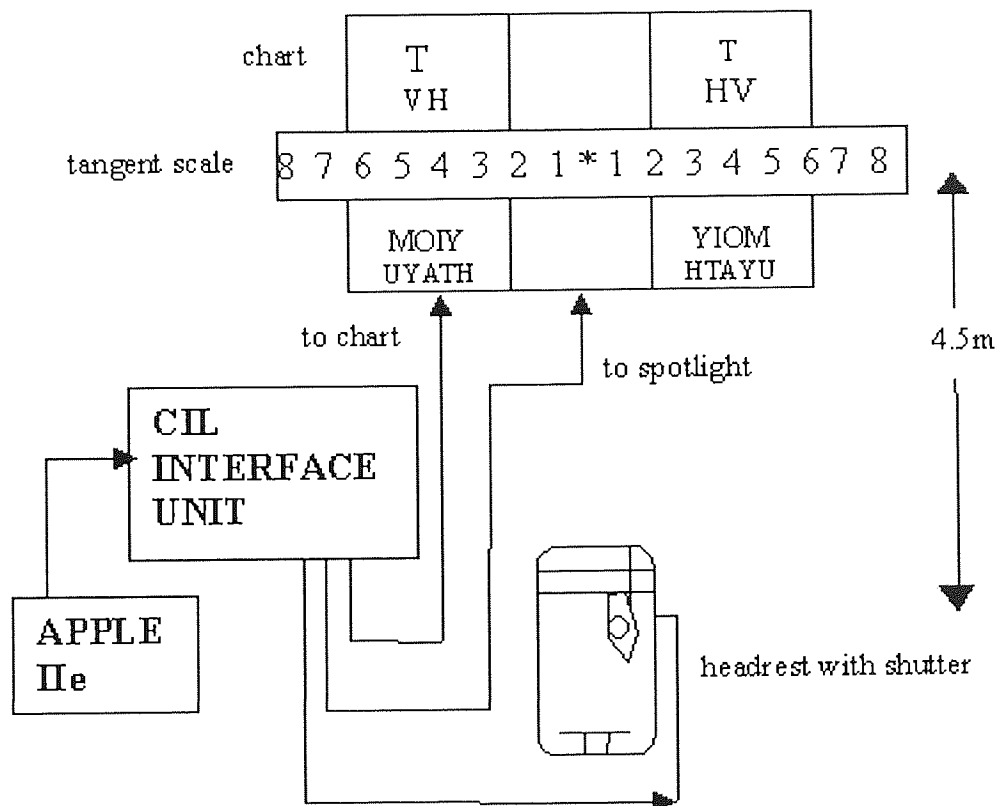 chart
T
VH
T
HV
tangent scale
8 7 6 5 4 3 2 1 * 1 2 3 4 5 6 7 8
MOIY
UYATH
YIOM
HTAYU
to chart
to spotlight
4.5m
CIL
INTERFACE
UNIT
APPLE
IIe
headrest with shutter